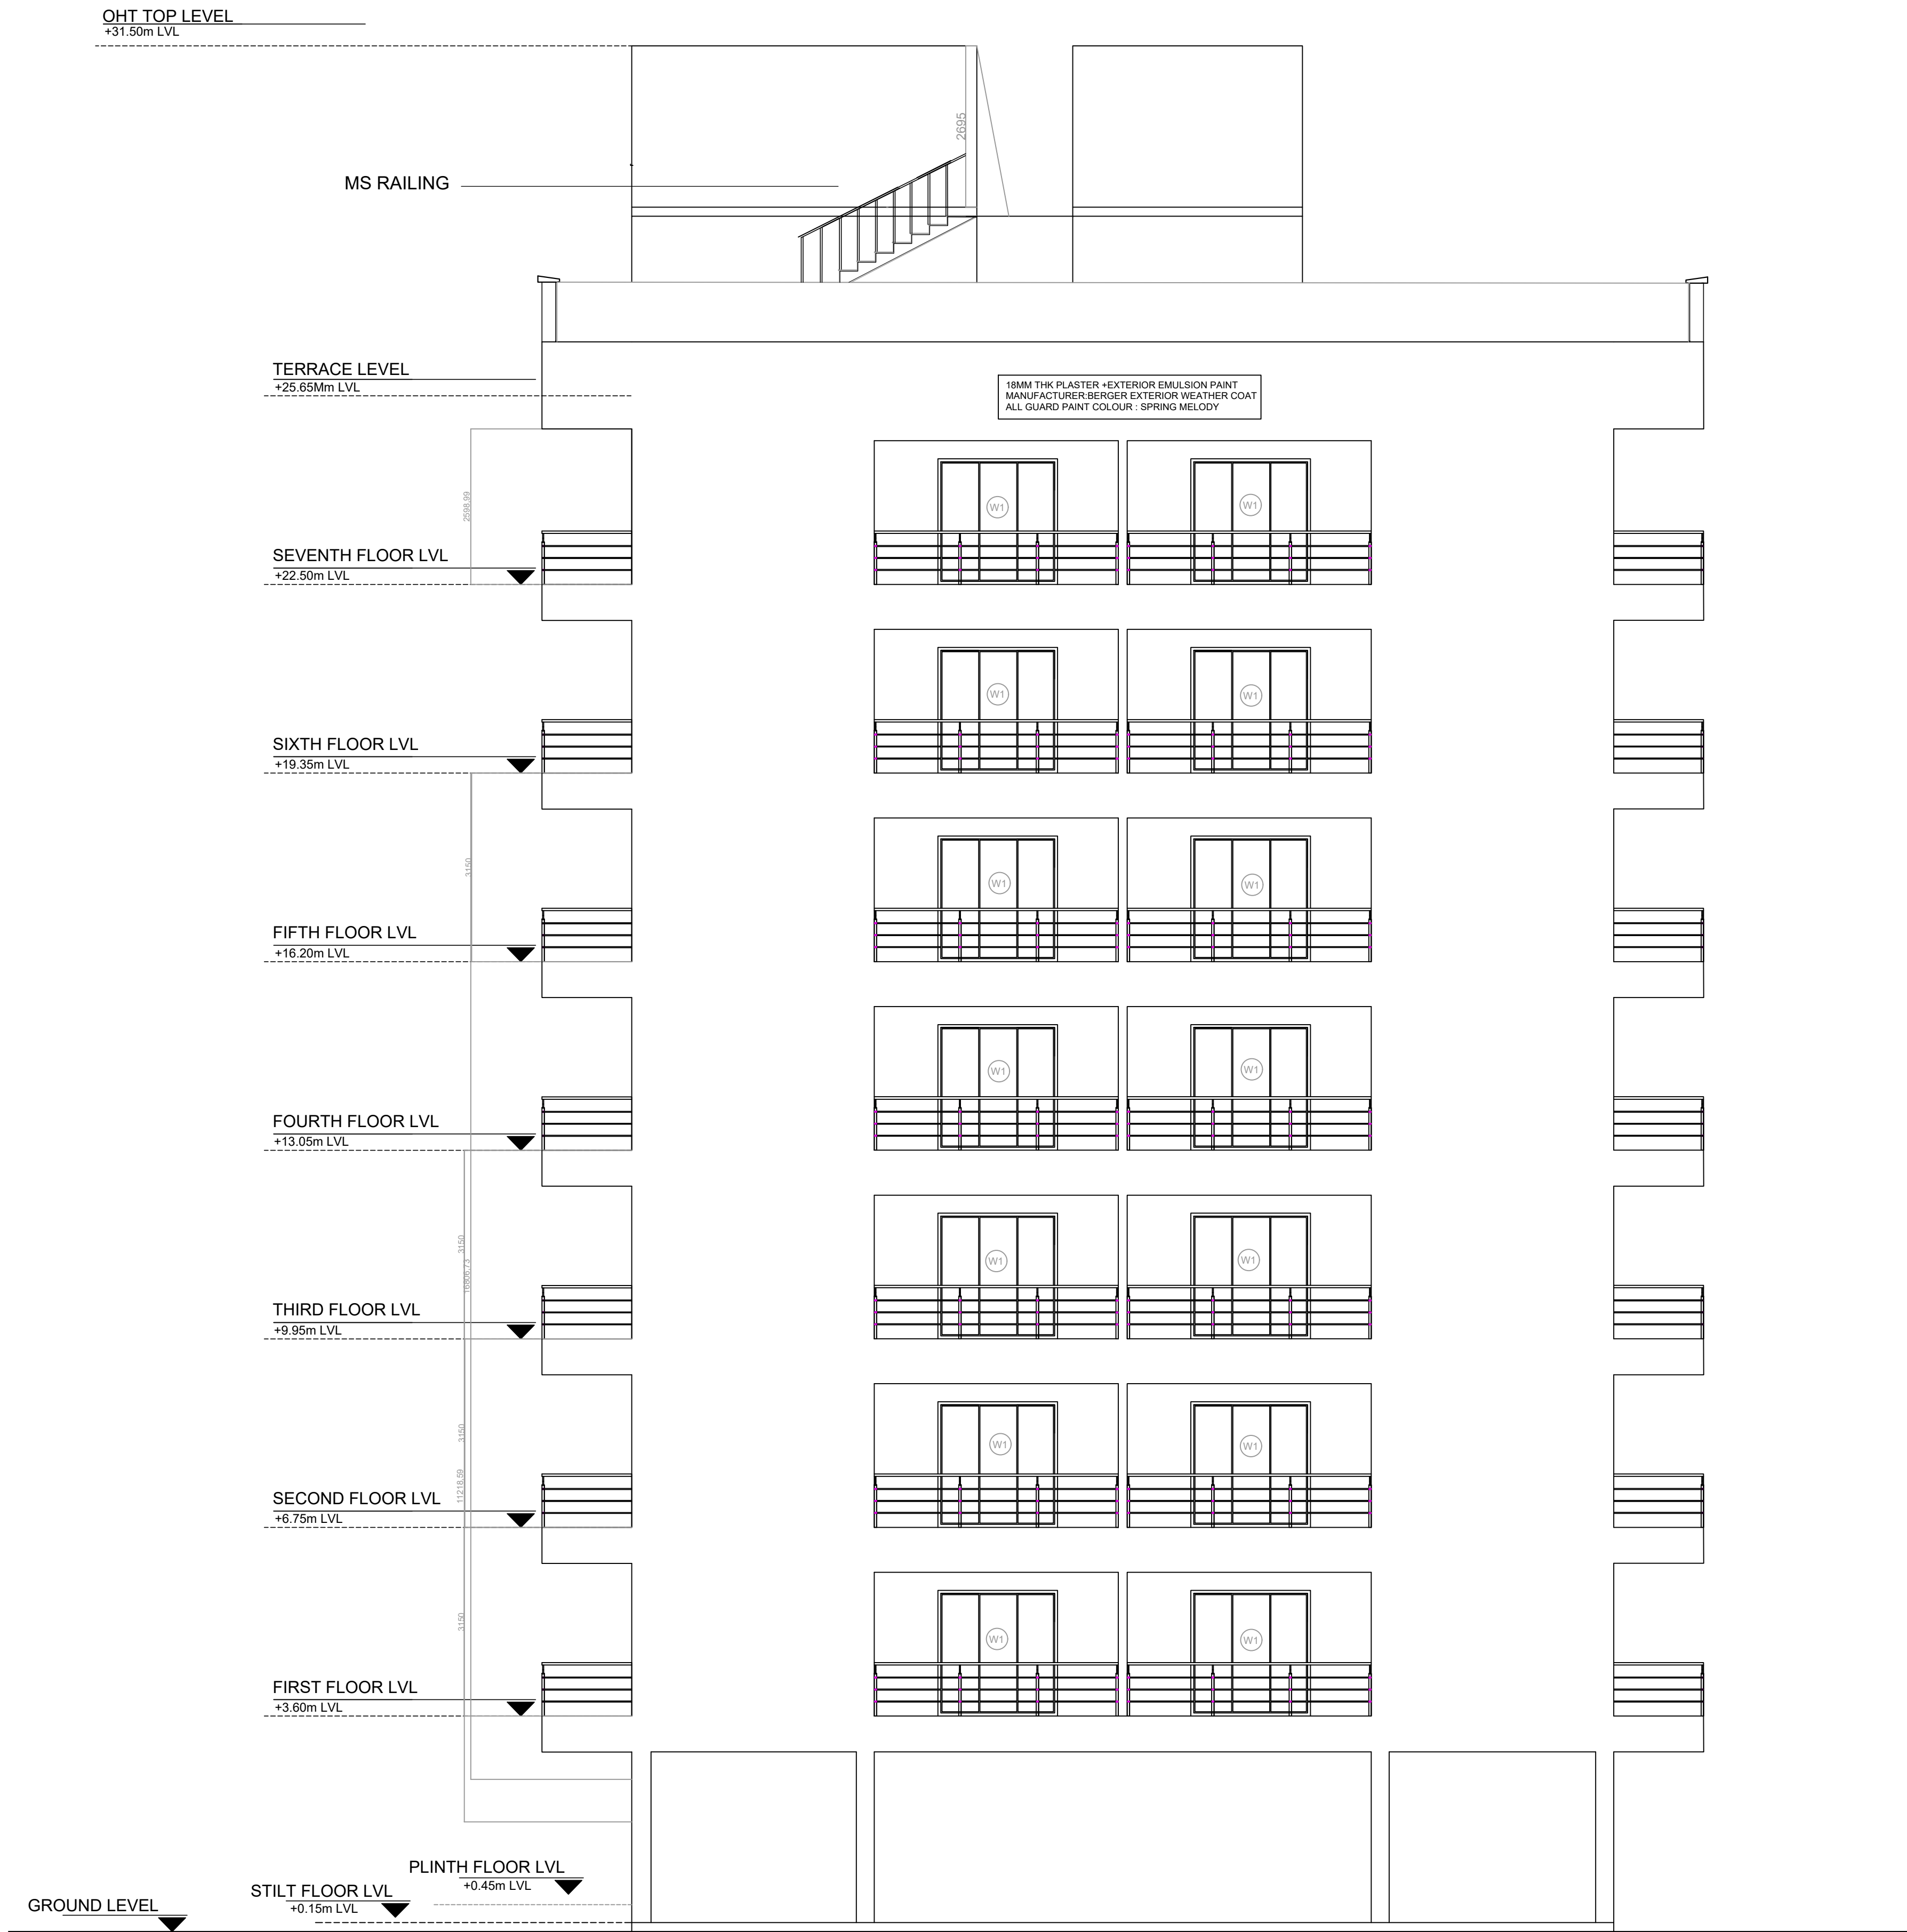 OHT TOP LEVEL
+31.50m LVL
2695
MS RAILING
TERRACE LEVEL
+25.65Mm LVL
18MM THK PLASTER +EXTERIOR EMULSION PAINT
MANUFACTURER:BERGER EXTERIOR WEATHER COAT
ALL GUARD PAINT COLOUR : SPRING MELODY
2598.99
W1
W1
SEVENTH FLOOR LVL
+22.50m LVL
W1
W1
SIXTH FLOOR LVL
+19.35m LVL
3150
W1
W1
FIFTH FLOOR LVL
+16.20m LVL
W1
W1
FOURTH FLOOR LVL
+13.05m LVL
3150
16806.73
W1
W1
THIRD FLOOR LVL
+9.95m LVL
3150
W1
W1
11218.59
SECOND FLOOR LVL
+6.75m LVL
3150
W1
W1
FIRST FLOOR LVL
+3.60m LVL
PLINTH FLOOR LVL
+0.45m LVL
STILT FLOOR LVL
+0.15m LVL
GROUND LEVEL